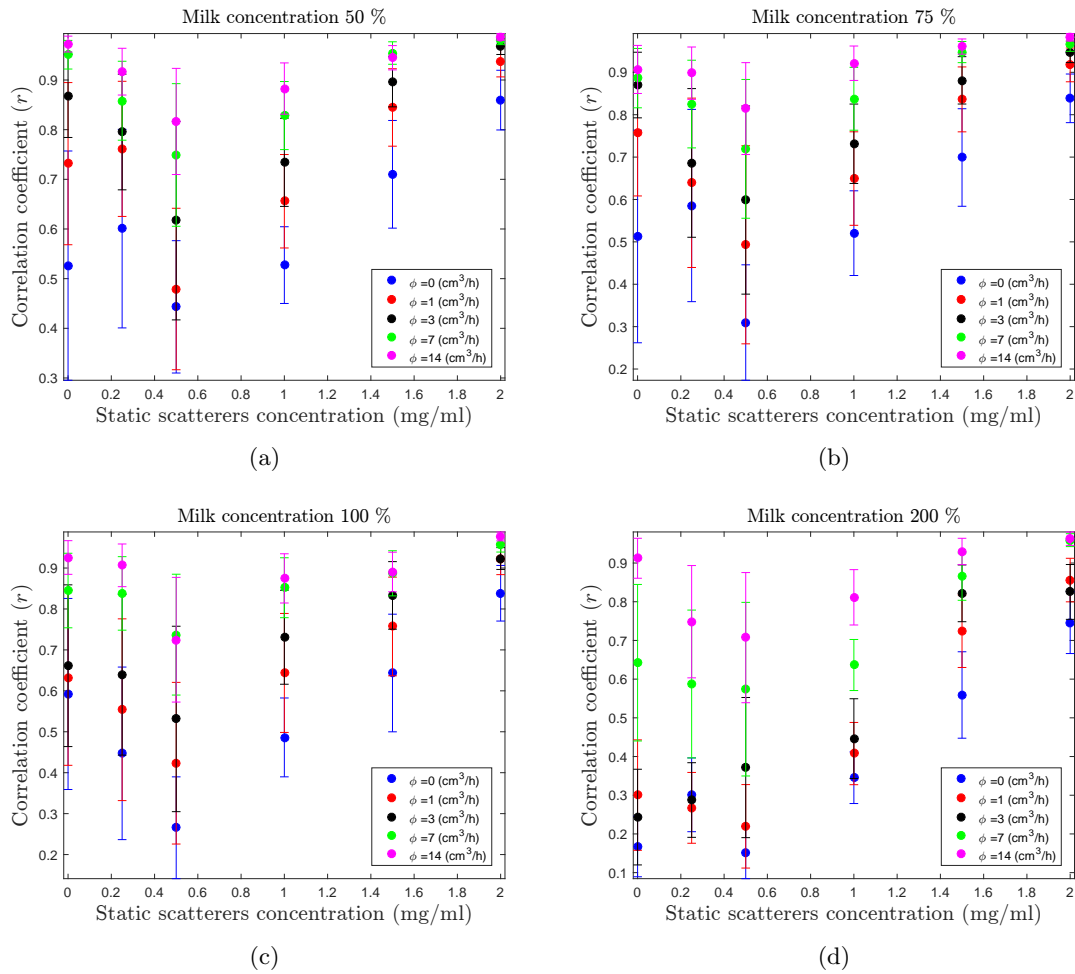 Milk concentration 50 %
Correlation coefficient (r)
0.9
0.8
0.7
0.6
0.5
0.4
0.3
ϕ =0 (cm³/h)
ϕ =1 (cm³/h)
ϕ =3 (cm³/h)
ϕ =7 (cm³/h)
ϕ =14 (cm³/h)
0 0.2 0.4 0.6 0.8 1 1.2 1.4 1.6 1.8 2
Static scatterers concentration (mg/ml)
(a)
Milk concentration 75 %
Correlation coefficient (r)
0.9
0.8
0.7
0.6
0.5
0.4
0.3
0.2
ϕ =0 (cm³/h)
ϕ =1 (cm³/h)
ϕ =3 (cm³/h)
ϕ =7 (cm³/h)
ϕ =14 (cm³/h)
0 0.2 0.4 0.6 0.8 1 1.2 1.4 1.6 1.8 2
Static scatterers concentration (mg/ml)
(b)
Milk concentration 100 %
Correlation coefficient (r)
0.9
0.8
0.7
0.6
0.5
0.4
0.3
0.2
ϕ =0 (cm³/h)
ϕ =1 (cm³/h)
ϕ =3 (cm³/h)
ϕ =7 (cm³/h)
ϕ =14 (cm³/h)
0 0.2 0.4 0.6 0.8 1 1.2 1.4 1.6 1.8 2
Static scatterers concentration (mg/ml)
(c)
Milk concentration 200 %
Correlation coefficient (r)
0.9
0.8
0.7
0.6
0.5
0.4
0.3
0.2
0.1
ϕ =0 (cm³/h)
ϕ =1 (cm³/h)
ϕ =3 (cm³/h)
ϕ =7 (cm³/h)
ϕ =14 (cm³/h)
0 0.2 0.4 0.6 0.8 1 1.2 1.4 1.6 1.8 2
Static scatterers concentration (mg/ml)
(d)